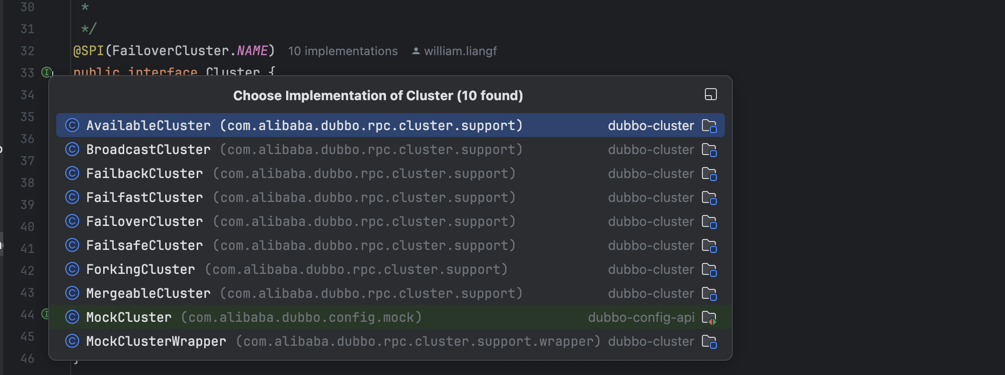 30 *
31 */
32 @SPI(FailoverCluster.NAME) 10 implementations william.liangf
33 public interface Cluster {
34 Choose Implementation of Cluster (10 found)
35 AvailableCluster (com.alibaba.dubbo.rpc.cluster.support) dubbo-cluster
36 BroadcastCluster (com.alibaba.dubbo.rpc.cluster.support) dubbo-cluster
37 FailbackCluster (com.alibaba.dubbo.rpc.cluster.support) dubbo-cluster
38 FailfastCluster (com.alibaba.dubbo.rpc.cluster.support) dubbo-cluster
39 FailoverCluster (com.alibaba.dubbo.rpc.cluster.support) dubbo-cluster
40 FailsafeCluster (com.alibaba.dubbo.rpc.cluster.support) dubbo-cluster
41 ForkingCluster (com.alibaba.dubbo.rpc.cluster.support) dubbo-cluster
42 MergeableCluster (com.alibaba.dubbo.rpc.cluster.support) dubbo-cluster
43 MockCluster (com.alibaba.dubbo.config.mock) dubbo-config-api
44 MockClusterWrapper (com.alibaba.dubbo.rpc.cluster.support.wrapper) dubbo-cluster
45
46 }